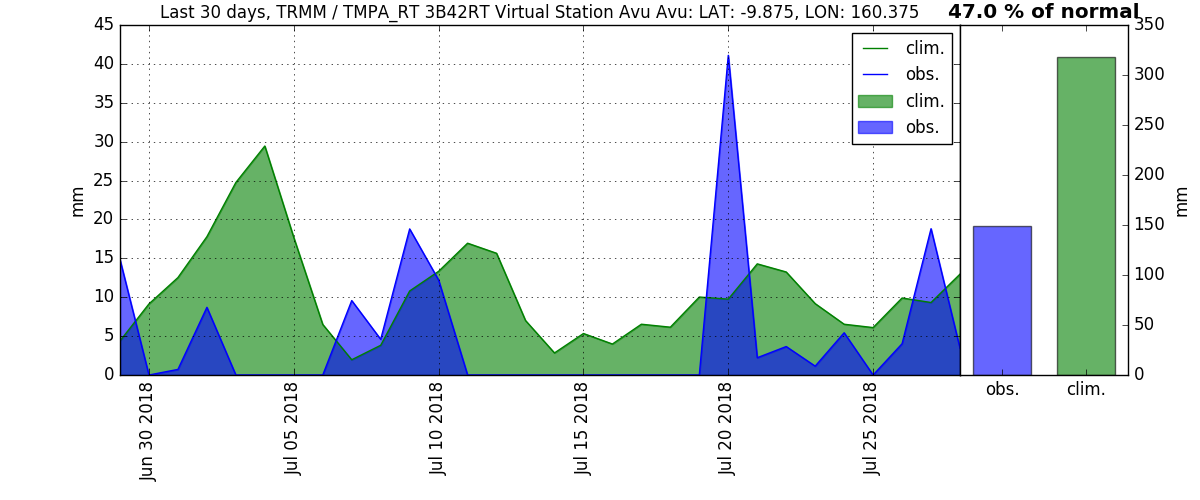 Last 30 days, TRMM / TMPA_RT 3B42RT Virtual Station Avu Avu: LAT: -9.875, LON: 160.375
47.0 % of normal
45
40
35
30
25
20
15
10
5
0
mm
clim.
obs.
clim.
obs.
Jun 30 2018
Jul 05 2018
Jul 10 2018
Jul 15 2018
Jul 20 2018
Jul 25 2018
350
300
250
200
150
100
50
0
mm
obs.
clim.